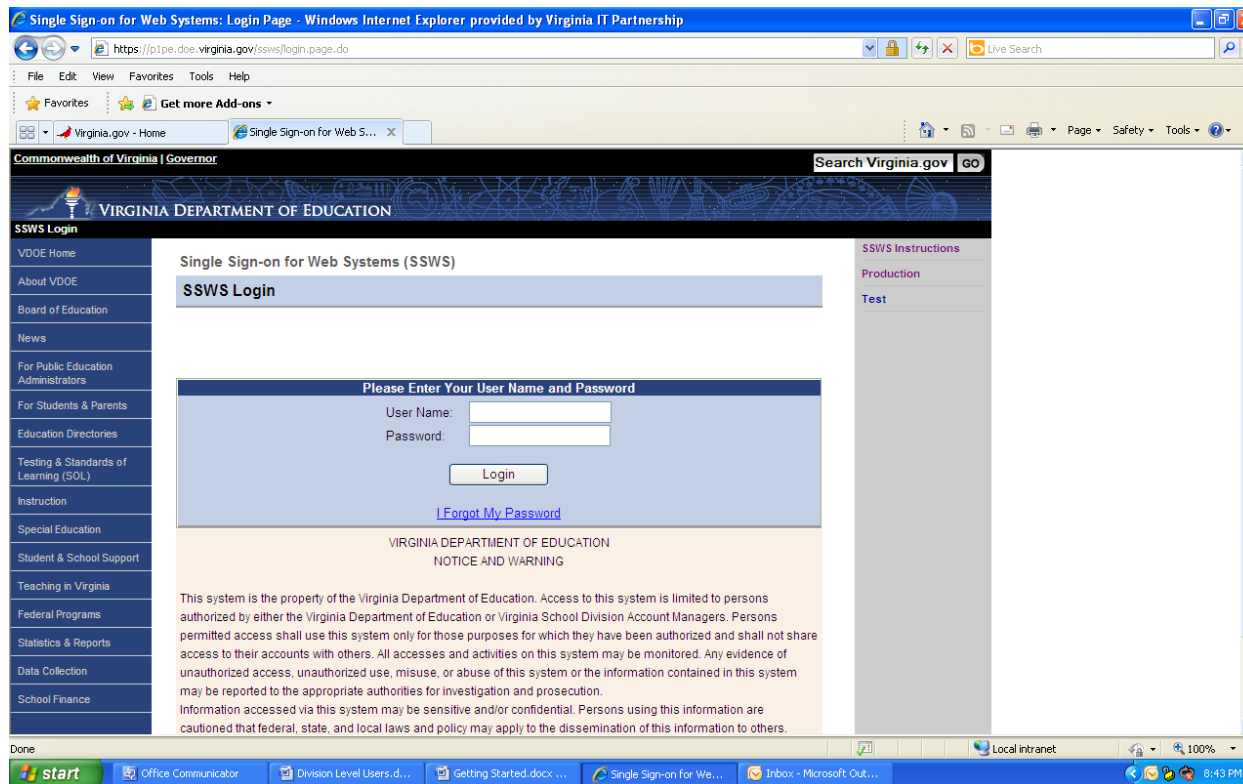 Single Sign-on for Web Systems: Login Page - Windows Internet Explorer provided by Virginia IT Partnership
https://p1pe.doe.virginia.gov/ssws/login.page.do
Live Search
File Edit View Favorites Tools Help
Favorites Get more Add-ons
Virginia.gov - Home Single Sign-on for Web S... X Page Safety Tools
Commonwealth of Virginia | Governor Search Virginia.gov GO
VIRGINIA DEPARTMENT OF EDUCATION
SSWS Login
VDOE Home
About VDOE
Board of Education
News
For Public Education
Administrators
For Students & Parents
Education Directories
Testing & Standards of
Learning (SOL)
Instruction
Special Education
Student & School Support
Teaching in Virginia
Federal Programs
Statistics & Reports
Data Collection
School Finance
Single Sign-on for Web Systems (SSWS)
SSWS Login
Please Enter Your User Name and Password
User Name:
Password:
Login
I Forgot My Password
VIRGINIA DEPARTMENT OF EDUCATION
NOTICE AND WARNING
This system is the property of the Virginia Department of Education. Access to this system is limited to persons
authorized by either the Virginia Department of Education or Virginia School Division Account Managers. Persons
permitted access shall use this system only for those purposes for which they have been authorized and shall not share
access to their accounts with others. All accesses and activities on this system may be monitored. Any evidence of
unauthorized access, unauthorized use, misuse, or abuse of this system or the information contained in this system
may be reported to the appropriate authorities for investigation and prosecution.
Information accessed via this system may be sensitive and/or confidential. Persons using this information are
cautioned that federal, state, and local laws and policy may apply to the dissemination of this information to others.
SSWS Instructions
Production
Test
Done Local intranet 100%
start Office Communicator Division Level Users.d... Getting Started.docx ... Single Sign-on for We... Inbox - Microsoft Out... 8:43 PM